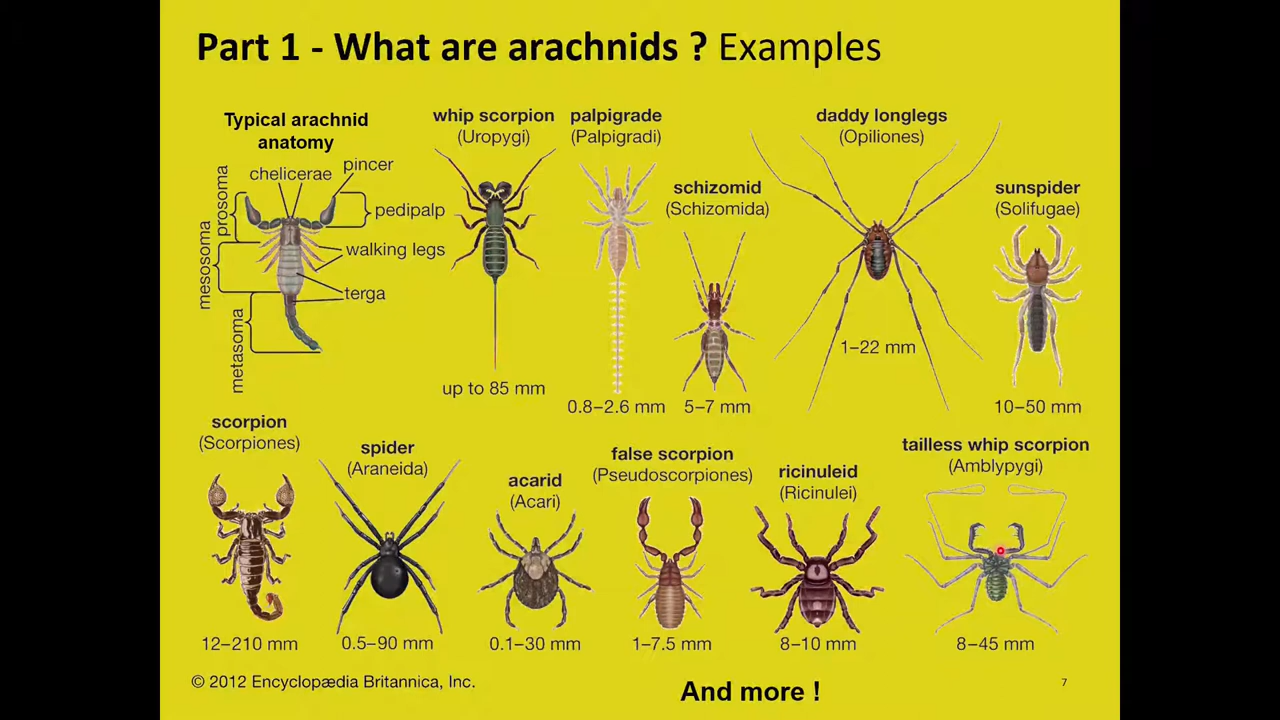 Part 1 - What are arachnids ? Examples
Typical arachnid
anatomy
chelicerae
pincer
prosoma
pedipalp
mesosoma
walking legs
terga
metasoma
whip scorpion
(Uropygi)
up to 85 mm
palpigrade
(Palpigradi)
0.8–2.6 mm
schizomid
(Schizomida)
5–7 mm
daddy longlegs
(Opiliones)
1–22 mm
sunspider
(Solifugae)
10–50 mm
scorpion
(Scorpiones)
12–210 mm
spider
(Araneida)
0.5–90 mm
acarid
(Acari)
0.1–30 mm
false scorpion
(Pseudoscorpiones)
1–7.5 mm
ricinuleid
(Ricinulei)
8–10 mm
tailless whip scorpion
(Amblypygi)
8–45 mm
© 2012 Encyclopædia Britannica, Inc.
And more !
7